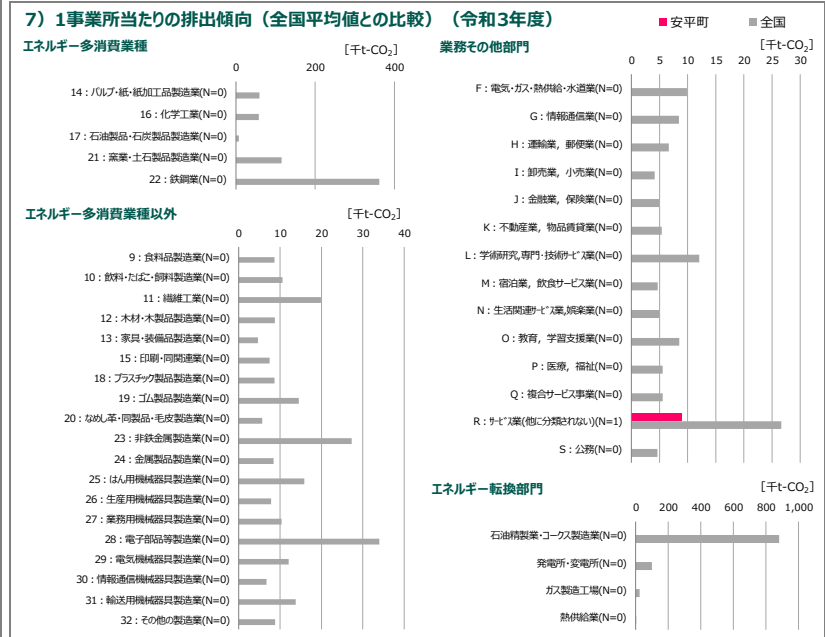 7）1事業所当たりの排出傾向（全国平均値との比較）（令和3年度）
安平町
全国
エネルギー多消費業種
［千t-CO₂］
0 200 400
14：パルプ・紙・紙加工品製造業(N=0)
16：化学工業(N=0)
17：石油製品・石炭製品製造業(N=0)
21：窯業・土石製品製造業(N=0)
22：鉄鋼業(N=0)
エネルギー多消費業種以外
［千t-CO₂］
0 10 20 30 40
9：食料品製造業(N=0)
10：飲料・たばこ・飼料製造業(N=0)
11：繊維工業(N=0)
12：木材・木製品製造業(N=0)
13：家具・装備品製造業(N=0)
15：印刷・同関連業(N=0)
18：プラスチック製品製造業(N=0)
19：ゴム製品製造業(N=0)
20：なめし革・同製品・毛皮製造業(N=0)
23：非鉄金属製造業(N=0)
24：金属製品製造業(N=0)
25：はん用機械器具製造業(N=0)
26：生産用機械器具製造業(N=0)
27：業務用機械器具製造業(N=0)
28：電子部品等製造業(N=0)
29：電気機械器具製造業(N=0)
30：情報通信機械器具製造業(N=0)
31：輸送用機械器具製造業(N=0)
32：その他の製造業(N=0)
業務その他部門
［千t-CO₂］
0 5 10 15 20 25 30
F：電気・ガス・熱供給・水道業(N=0)
G：情報通信業(N=0)
H：運輸業，郵便業(N=0)
I：卸売業，小売業(N=0)
J：金融業，保険業(N=0)
K：不動産業，物品賃貸業(N=0)
L：学術研究,専門・技術ｻｰﾋﾞｽ業(N=0)
M：宿泊業，飲食サービス業(N=0)
N：生活関連ｻｰﾋﾞｽ業,娯楽業(N=0)
O：教育，学習支援業(N=0)
P：医療，福祉(N=0)
Q：複合サービス事業(N=0)
R：ｻｰﾋﾞｽ業(他に分類されない)(N=1)
S：公務(N=0)
エネルギー転換部門
［千t-CO₂］
0 200 400 600 800 1,000
石油精製業・コークス製造業(N=0)
発電所・変電所(N=0)
ガス製造工場(N=0)
熱供給業(N=0)